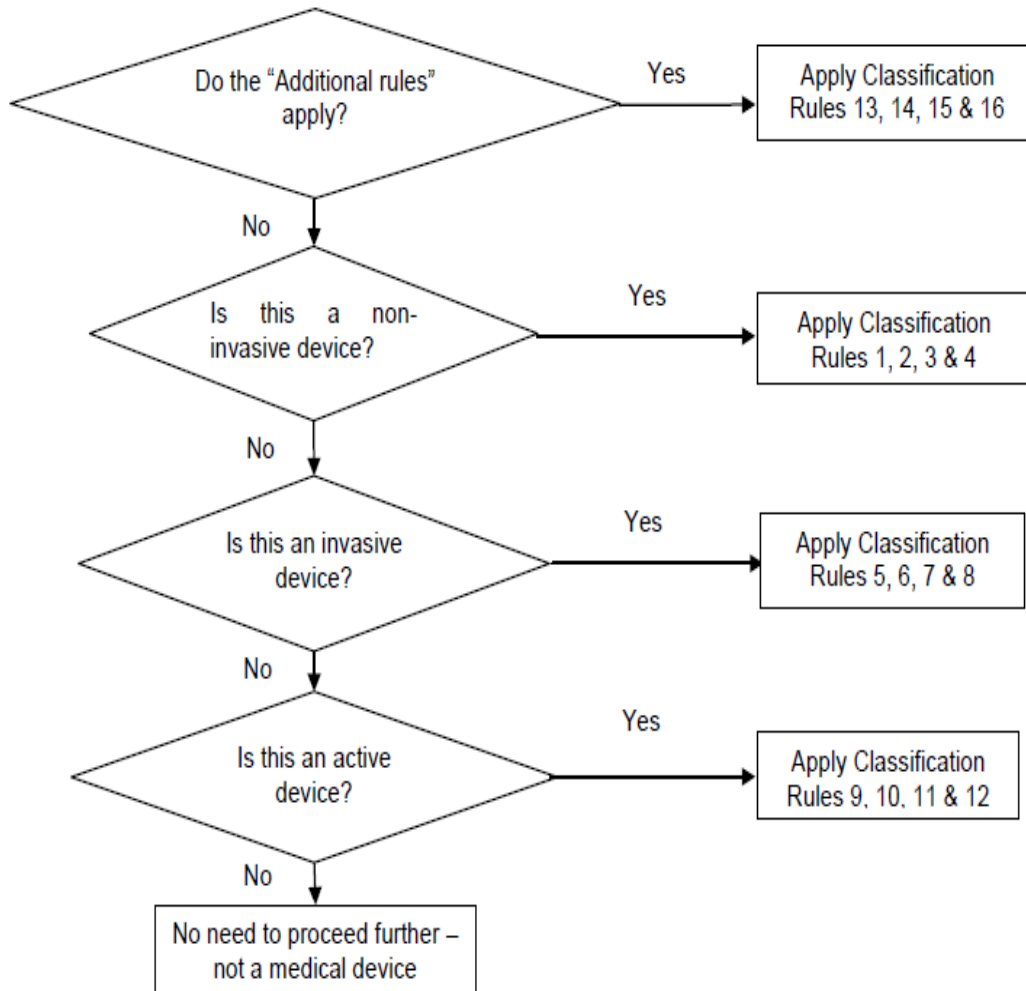 Do the “Additional rules”
apply?
Yes
Apply Classification
Rules 13, 14, 15 & 16
No
Is this a non-
invasive device?
Yes
Apply Classification
Rules 1, 2, 3 & 4
No
Is this an invasive
device?
Yes
Apply Classification
Rules 5, 6, 7 & 8
No
Is this an active
device?
Yes
Apply Classification
Rules 9, 10, 11 & 12
No
No need to proceed further –
not a medical device